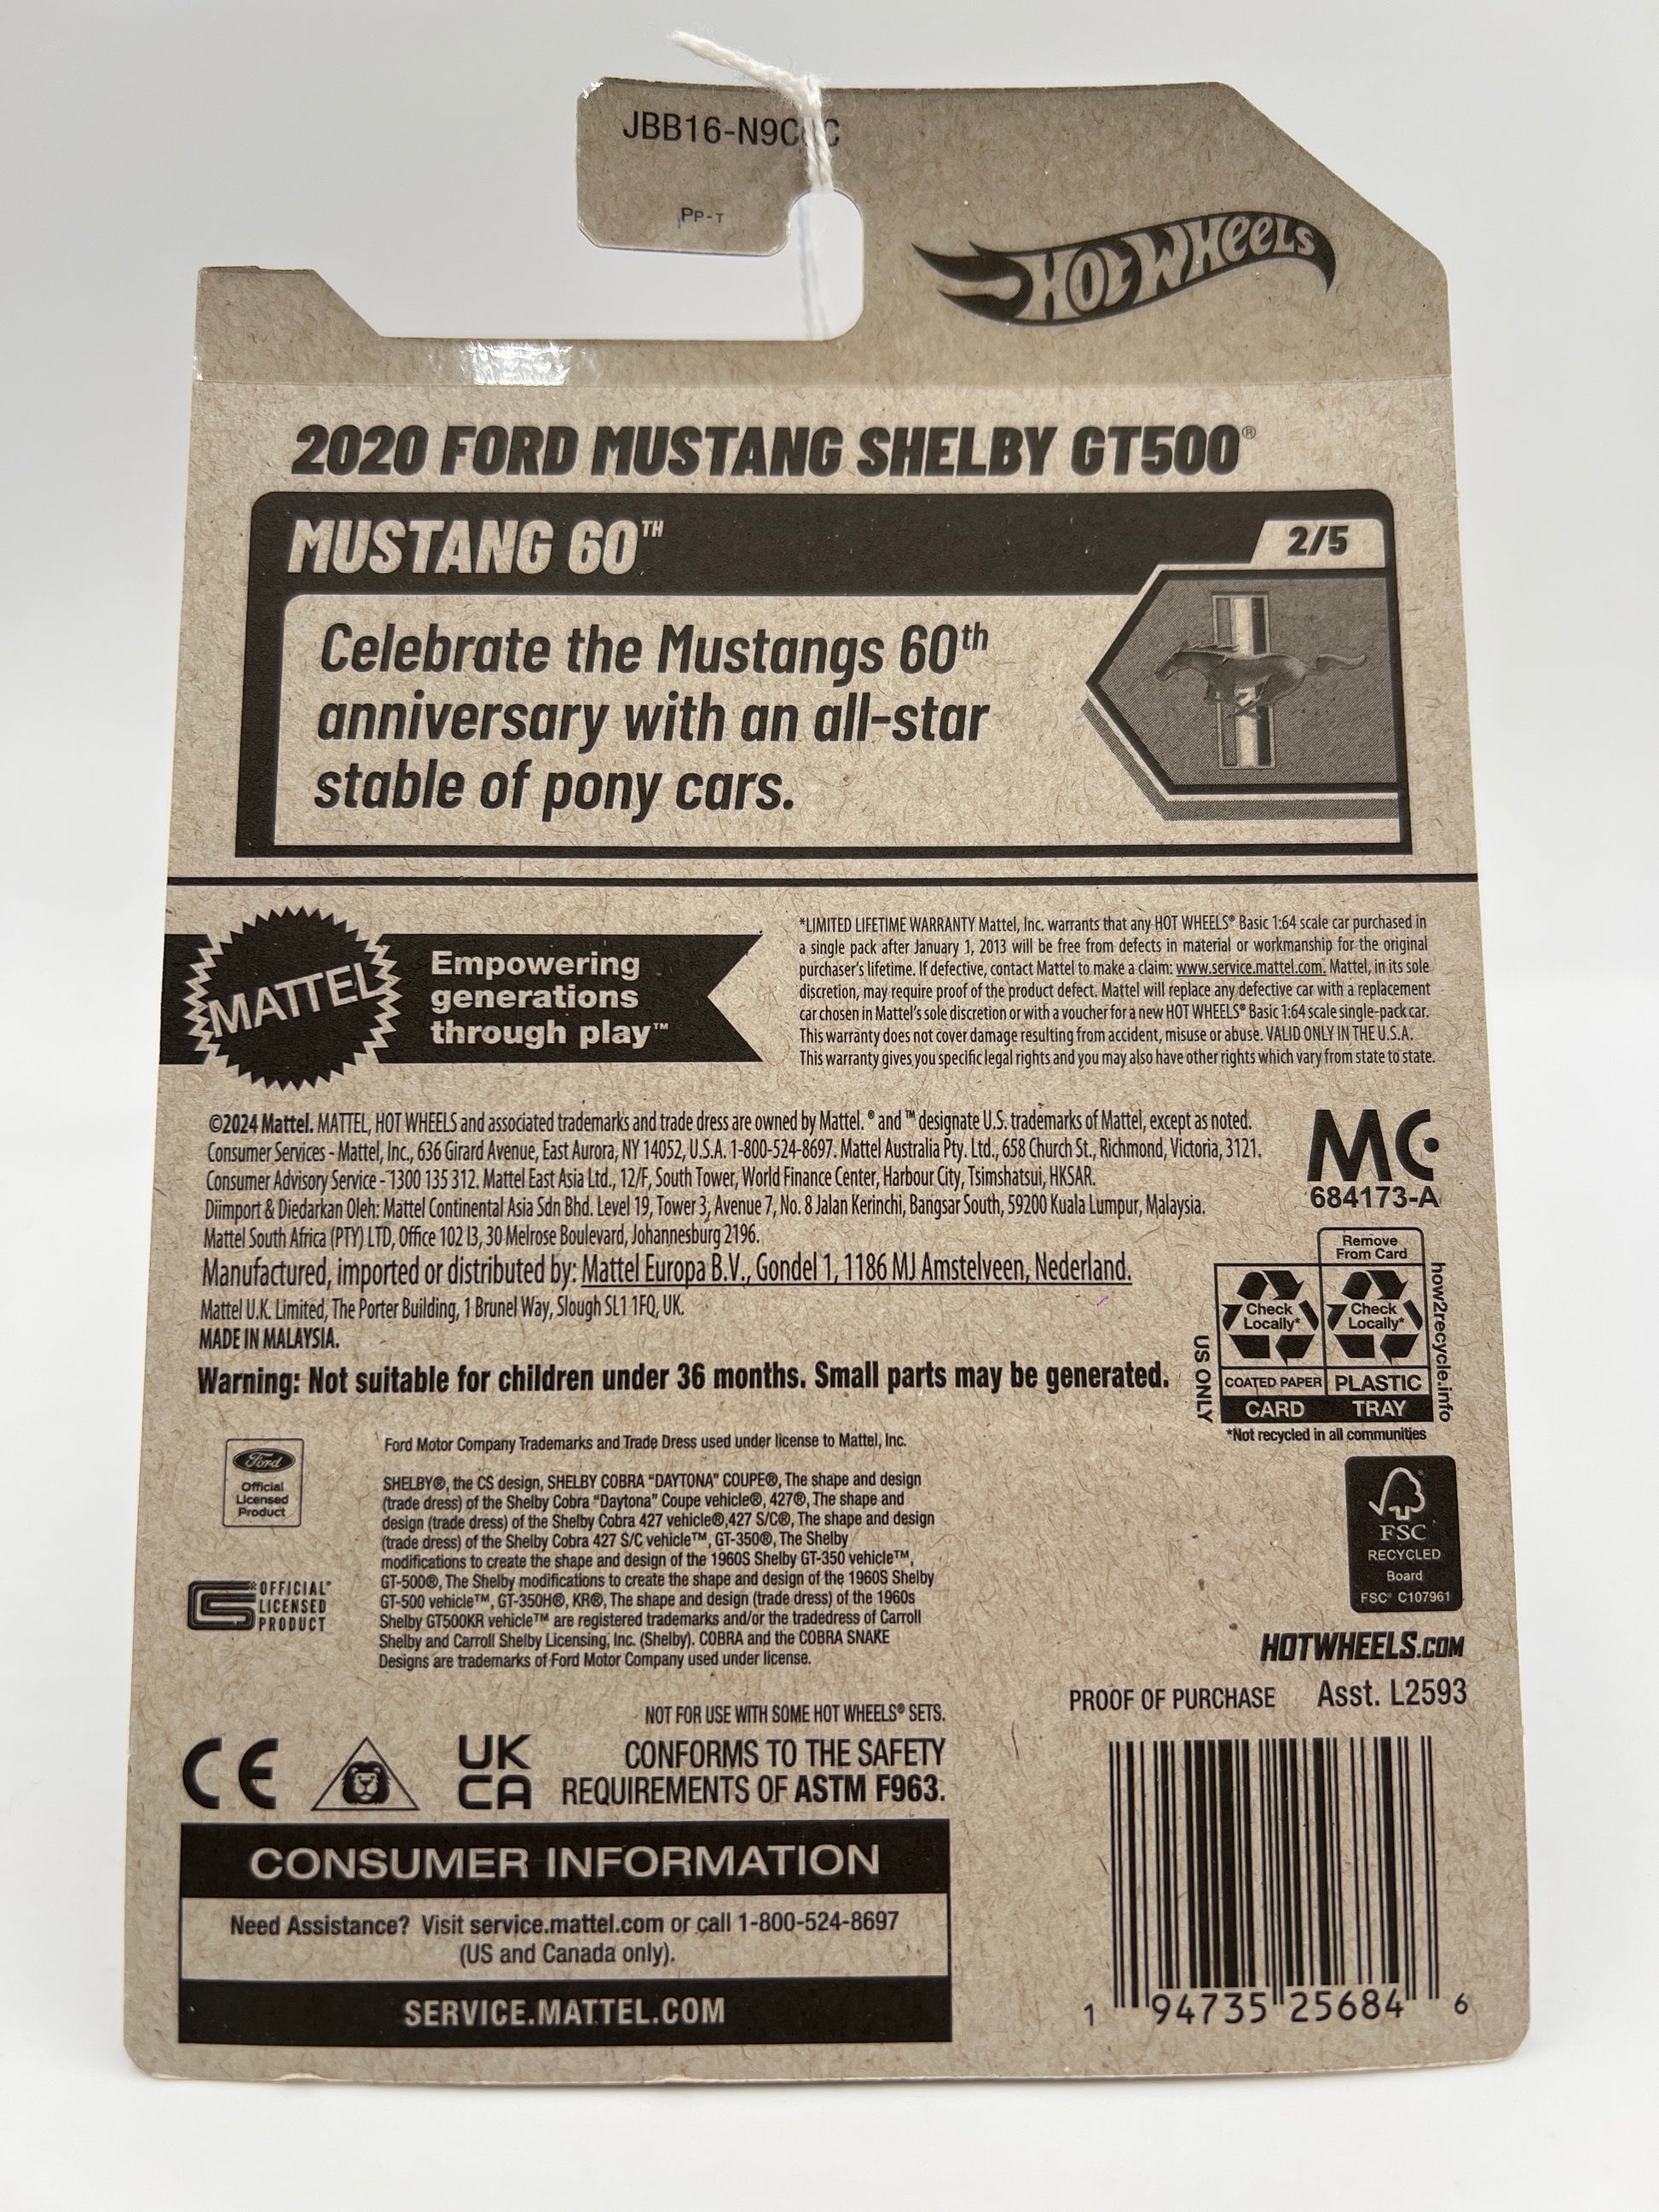 JBB16-N9C
PP-T
HOT WHEELS
2020 FORD MUSTANG SHELBY GT500®
MUSTANG 60TH
2/5
Celebrate the Mustangs 60th
anniversary with an all-star
stable of pony cars.
MATTEL
Empowering
generations
through play™
*LIMITED LIFETIME WARRANTY Mattel, Inc. warrants that any HOT WHEELS® Basic 1:64 scale car purchased in
a single pack after January 1, 2013 will be free from defects in material or workmanship for the original
purchaser's lifetime. If defective, contact Mattel to make a claim: www.service.mattel.com. Mattel, in its sole
discretion, may require proof of the product defect. Mattel will replace any defective car with a replacement
car chosen in Mattel's sole discretion or with a voucher for a new HOT WHEELS® Basic 1:64 scale single-pack car.
This warranty does not cover damage resulting from accident, misuse or abuse. VALID ONLY IN THE U.S.A.
This warranty gives you specific legal rights and you may also have other rights which vary from state to state.
©2024 Mattel. MATTEL, HOT WHEELS and associated trademarks and trade dress are owned by Mattel. ® and ™ designate U.S. trademarks of Mattel, except as noted.
Consumer Services - Mattel, Inc., 636 Girard Avenue, East Aurora, NY 14052, U.S.A. 1-800-524-8697. Mattel Australia Pty. Ltd., 658 Church St., Richmond, Victoria, 3121.
Consumer Advisory Service - 1300 135 312. Mattel East Asia Ltd., 12/F, South Tower, World Finance Center, Harbour City, Tsimshatsui, HKSAR.
Diimport & Diedarkan Oleh: Mattel Continental Asia Sdn Bhd. Level 19, Tower 3, Avenue 7, No. 8 Jalan Kerinchi, Bangsar South, 59200 Kuala Lumpur, Malaysia.
Mattel South Africa (PTY) LTD, Office 102 I3, 30 Melrose Boulevard, Johannesburg 2196.
Manufactured, imported or distributed by: Mattel Europa B.V., Gondel 1, 1186 MJ Amstelveen, Nederland.
Mattel U.K. Limited, The Porter Building, 1 Brunel Way, Slough SL1 1FQ, UK.
MADE IN MALAYSIA.
Warning: Not suitable for children under 36 months. Small parts may be generated.
MC
684173-A
Remove
From Card
Check
Locally*
Check
Locally*
COATED PAPER
PLASTIC
CARD
TRAY
US ONLY
how2recycle.info
*Not recycled in all communities
Ford
Official
Licensed
Product
Ford Motor Company Trademarks and Trade Dress used under license to Mattel, Inc.
SHELBY®, the CS design, SHELBY COBRA “DAYTONA” COUPE®, The shape and design
(trade dress) of the Shelby Cobra “Daytona” Coupe vehicle®, 427®, The shape and
design (trade dress) of the Shelby Cobra 427 vehicle®,427 S/C®, The shape and design
(trade dress) of the Shelby Cobra 427 S/C vehicle™, GT-350®, The Shelby
modifications to create the shape and design of the 1960S Shelby GT-350 vehicle™,
GT-500®, The Shelby modifications to create the shape and design of the 1960S Shelby
GT-500 vehicle™, GT-350H®, KR®, The shape and design (trade dress) of the 1960s
Shelby GT500KR vehicle™ are registered trademarks and/or the tradedress of Carroll
Shelby and Carroll Shelby Licensing, Inc. (Shelby). COBRA and the COBRA SNAKE
Designs are trademarks of Ford Motor Company used under license.
OFFICIAL
LICENSED
PRODUCT
FSC
RECYCLED
Board
FSC® C107961
HOTWHEELS.COM
PROOF OF PURCHASE
Asst. L2593
NOT FOR USE WITH SOME HOT WHEELS® SETS.
CE
UK
CA
CONFORMS TO THE SAFETY
REQUIREMENTS OF ASTM F963.
CONSUMER INFORMATION
Need Assistance? Visit service.mattel.com or call 1-800-524-8697
(US and Canada only).
SERVICE.MATTEL.COM
1 94735 25684 6